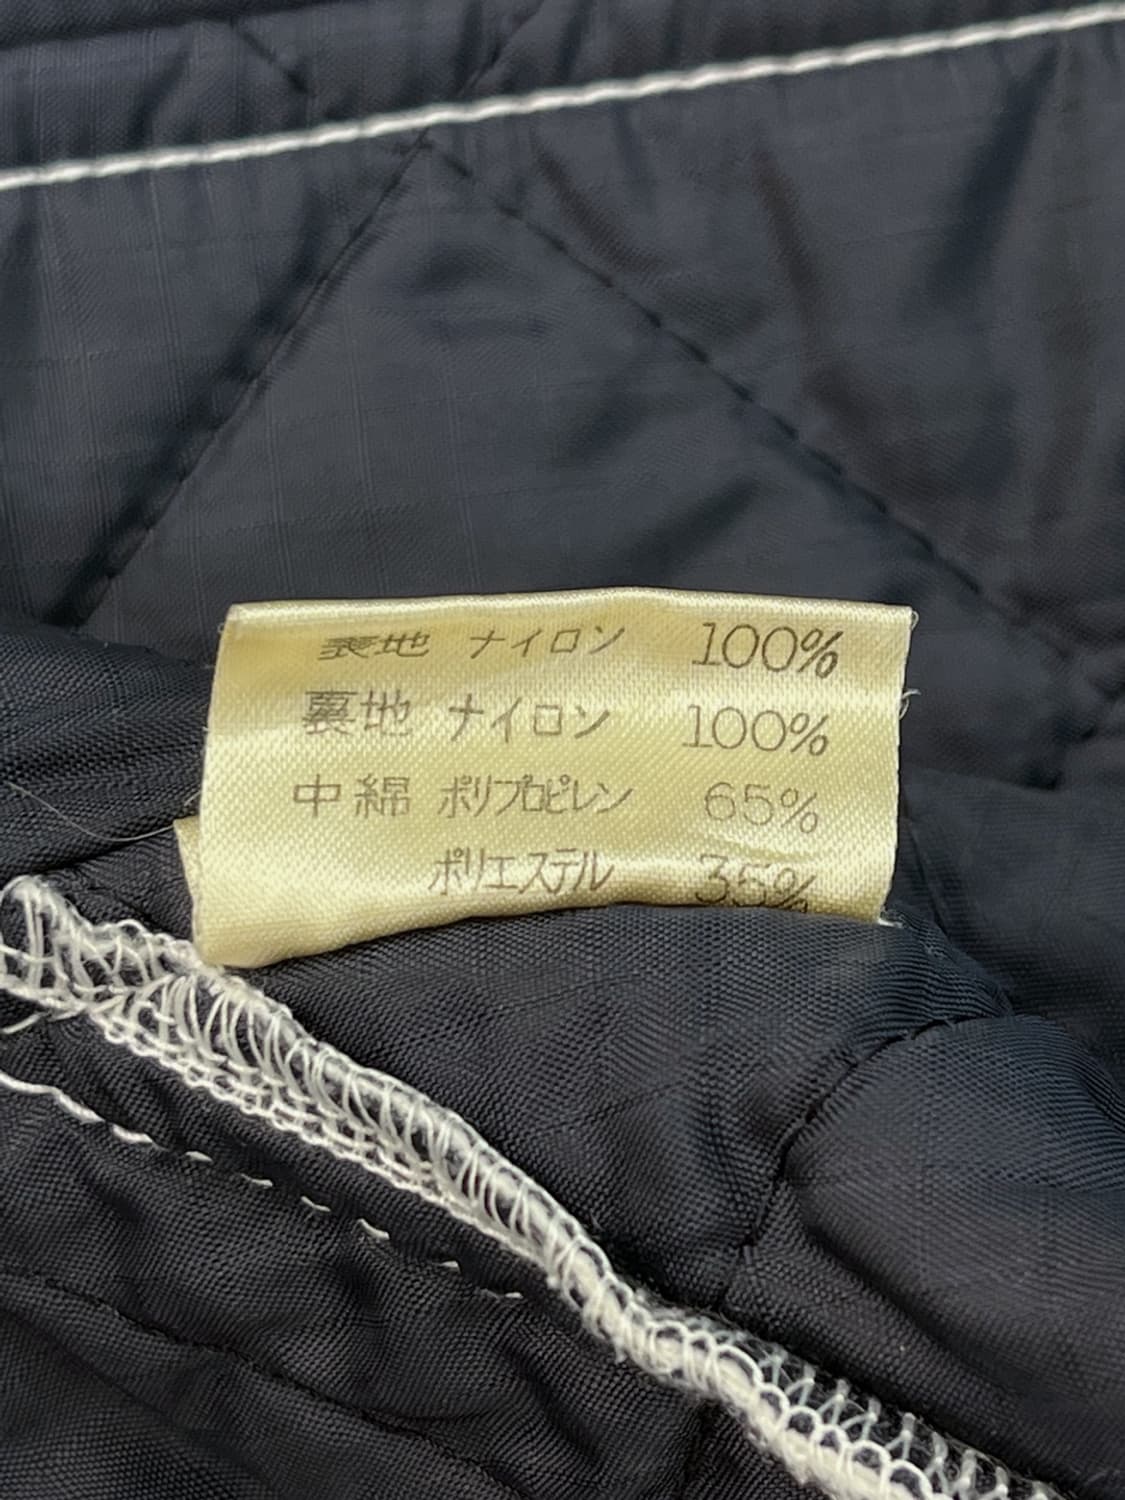 表地 ナイロン 100%
裏地 ナイロン 100%
中綿 ポリプロピレン 65%
ポリエステル 35%